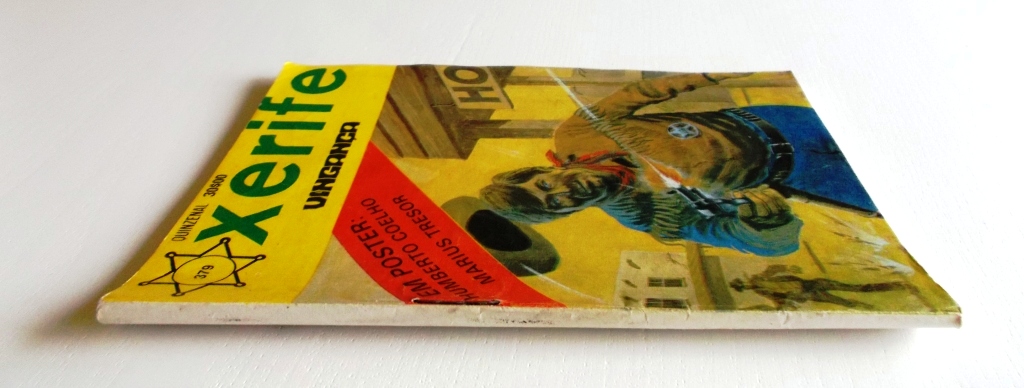 QUINZENAL 30$00
xerife
VINGANÇA
379
EM POSTER:
HUMBERTO COELHO
MARIUS TRESOR
HO